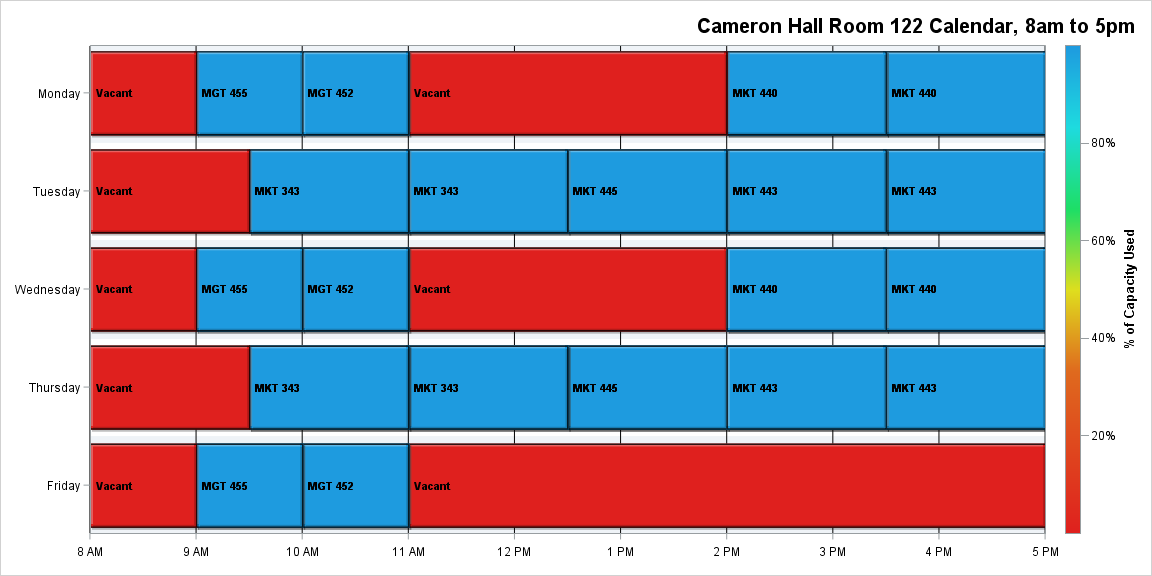 Cameron Hall Room 122 Calendar, 8am to 5pm
Monday
Vacant
MGT 455
MGT 452
Vacant
MKT 440
MKT 440
Tuesday
Vacant
MKT 343
MKT 343
MKT 445
MKT 443
MKT 443
Wednesday
Vacant
MGT 455
MGT 452
Vacant
MKT 440
MKT 440
Thursday
Vacant
MKT 343
MKT 343
MKT 445
MKT 443
MKT 443
Friday
Vacant
MGT 455
MGT 452
Vacant
8 AM
9 AM
10 AM
11 AM
12 PM
1 PM
2 PM
3 PM
4 PM
5 PM
80%
60%
40%
20%
% of Capacity Used